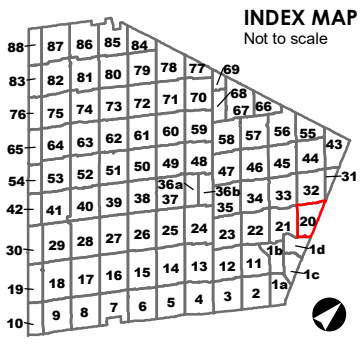 INDEX MAP
Not to scale
88 87 86 85 84
83 82 81 80 79 78 77 69
76 75 74 73 72 71 70 68 67 66
65 64 63 62 61 60 59 58 57 56 55 43
54 53 52 51 50 49 48 47 46 45 44 31
42 41 40 39 38 36a 37 36b 35 34 33 32
30 29 28 27 26 25 24 23 22 21 20
19 18 17 16 15 14 13 12 11 1b 1d
10 9 8 7 6 5 4 3 2 1a 1c